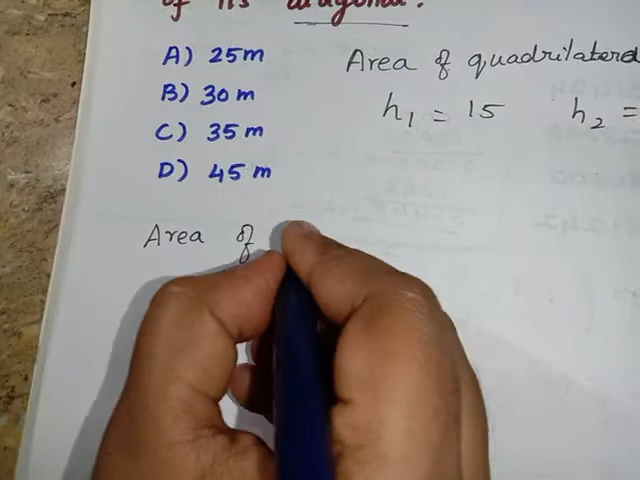 of its diagonal.
A) 25m
Area of quadrilateral
B) 30m
h1 = 15 h2 =
C) 35m
D) 45m
Area of